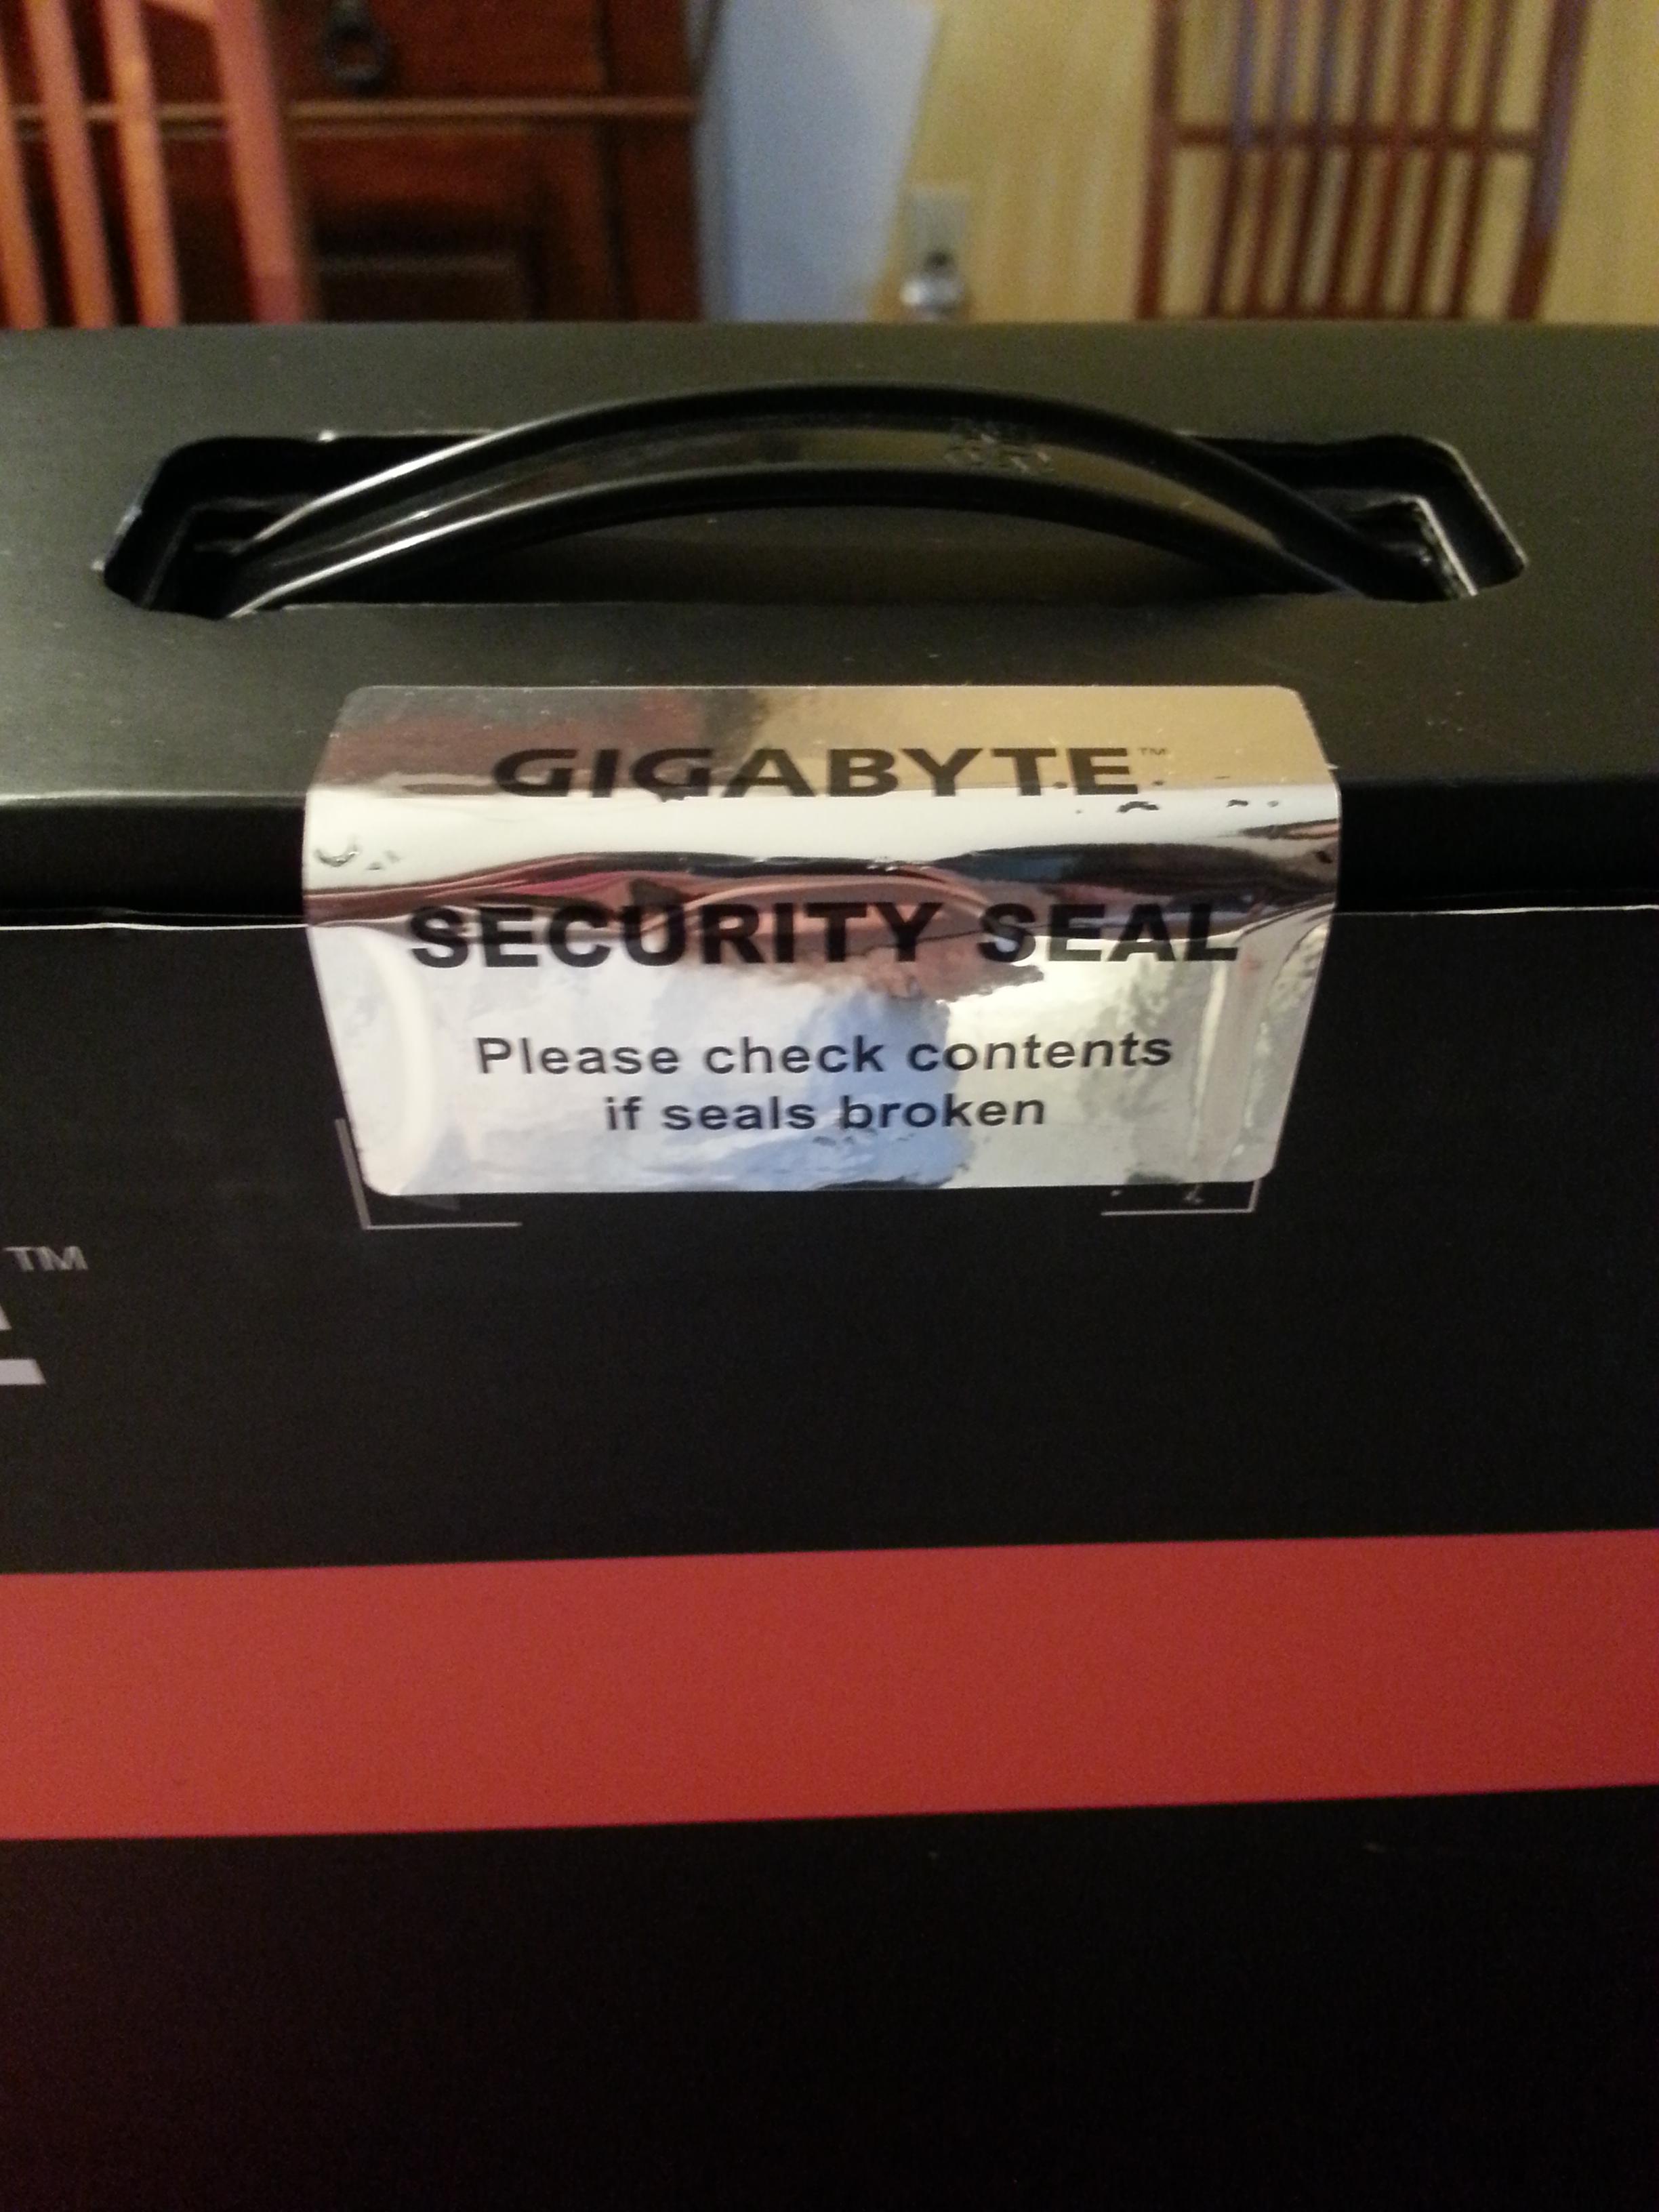 GIGABYTE™
SECURITY SEAL
Please check contents
if seals broken
TM